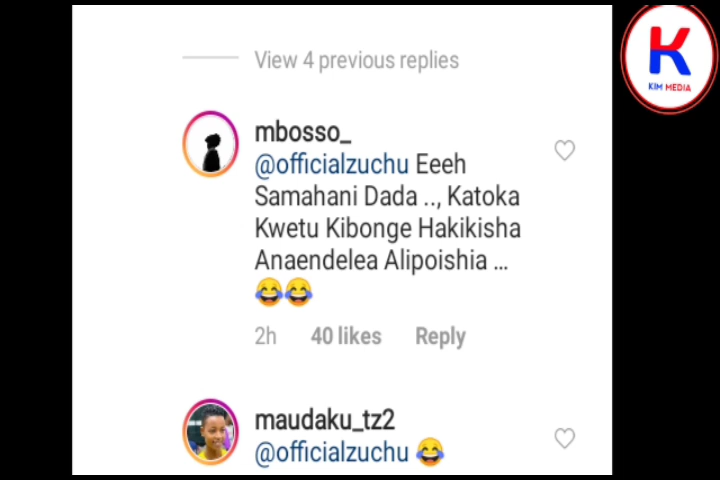 View 4 previous replies
K
KIM MEDIA
mbosso_
@officialzuchu Eeeh
Samahani Dada .., Katoka
Kwetu Kibonge Hakikisha
Anaendelea Alipoishia ...
😂😂
2h 40 likes Reply
maudaku_tz2
@officialzuchu 😂